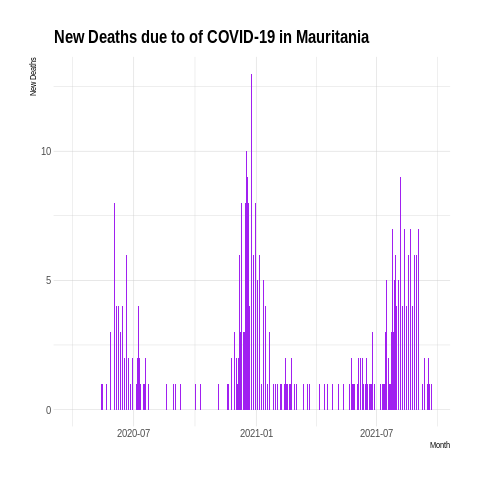 New Deaths due to of COVID-19 in Mauritania
New Deaths
10
5
0
2020-07
2021-01
2021-07
Month